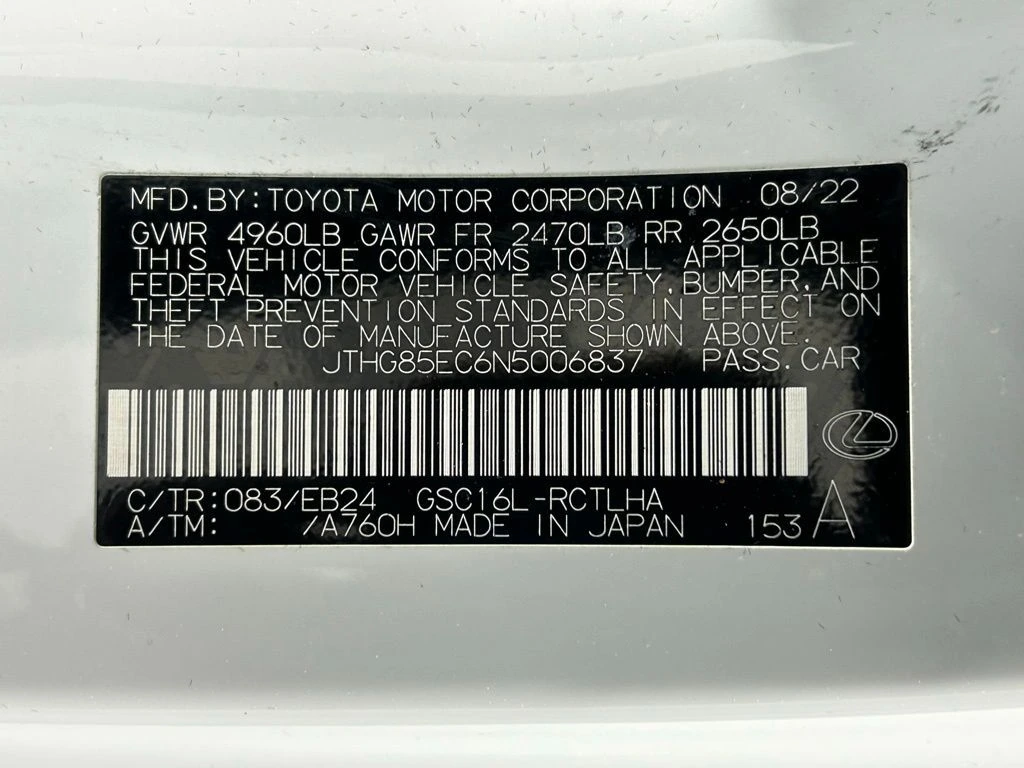 MFD. BY: TOYOTA MOTOR CORPORATION 08/22
GVWR 4960LB GAWR FR 2470LB RR 2650LB
THIS VEHICLE CONFORMS TO ALL APPLICABLE
FEDERAL MOTOR VEHICLE SAFETY, BUMPER, AND
THEFT PREVENTION STANDARDS IN EFFECT ON
THE DATE OF MANUFACTURE SHOWN ABOVE.
JTHG85EC6N5006837 PASS. CAR
C/TR: 083/EB24 GSC16L-RCTLHA
A/TM: /A760H MADE IN JAPAN 153 A